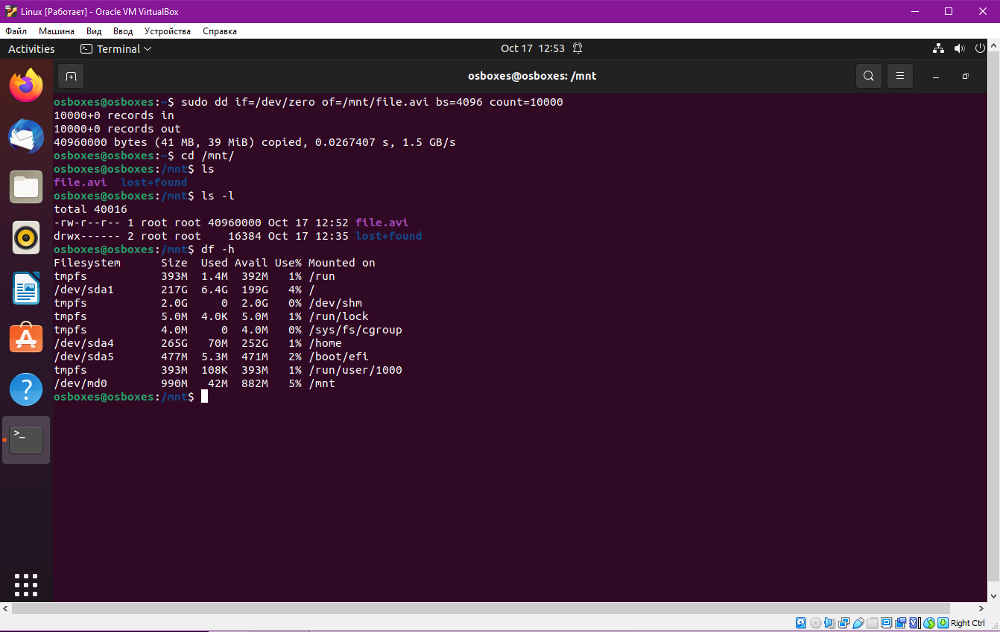 Linux [Работает] - Oracle VM VirtualBox
Файл Машина Вид Ввод Устройства Справка
Activities Terminal Oct 17 12:53
osboxes@osboxes: /mnt
osboxes@osboxes:~$ sudo dd if=/dev/zero of=/mnt/file.avi bs=4096 count=10000
10000+0 records in
10000+0 records out
40960000 bytes (41 MB, 39 MiB) copied, 0.0267407 s, 1.5 GB/s
osboxes@osboxes:~$ cd /mnt/
osboxes@osboxes:/mnt$ ls
file.avi  lost+found
osboxes@osboxes:/mnt$ ls -l
total 40016
-rw-r--r-- 1 root root 40960000 Oct 17 12:52 file.avi
drwx------ 2 root root    16384 Oct 17 12:35 lost+found
osboxes@osboxes:/mnt$ df -h
Filesystem      Size  Used Avail Use% Mounted on
tmpfs           393M  1.4M  392M   1% /run
/dev/sda1       217G  6.4G  199G   4% /
tmpfs           2.0G     0  2.0G   0% /dev/shm
tmpfs           5.0M  4.0K  5.0M   1% /run/lock
tmpfs           4.0M     0  4.0M   0% /sys/fs/cgroup
/dev/sda4       265G   70M  252G   1% /home
/dev/sda5       477M  5.3M  471M   2% /boot/efi
tmpfs           393M  108K  393M   1% /run/user/1000
/dev/md0        990M   42M  882M   5% /mnt
osboxes@osboxes:/mnt$
Right Ctrl